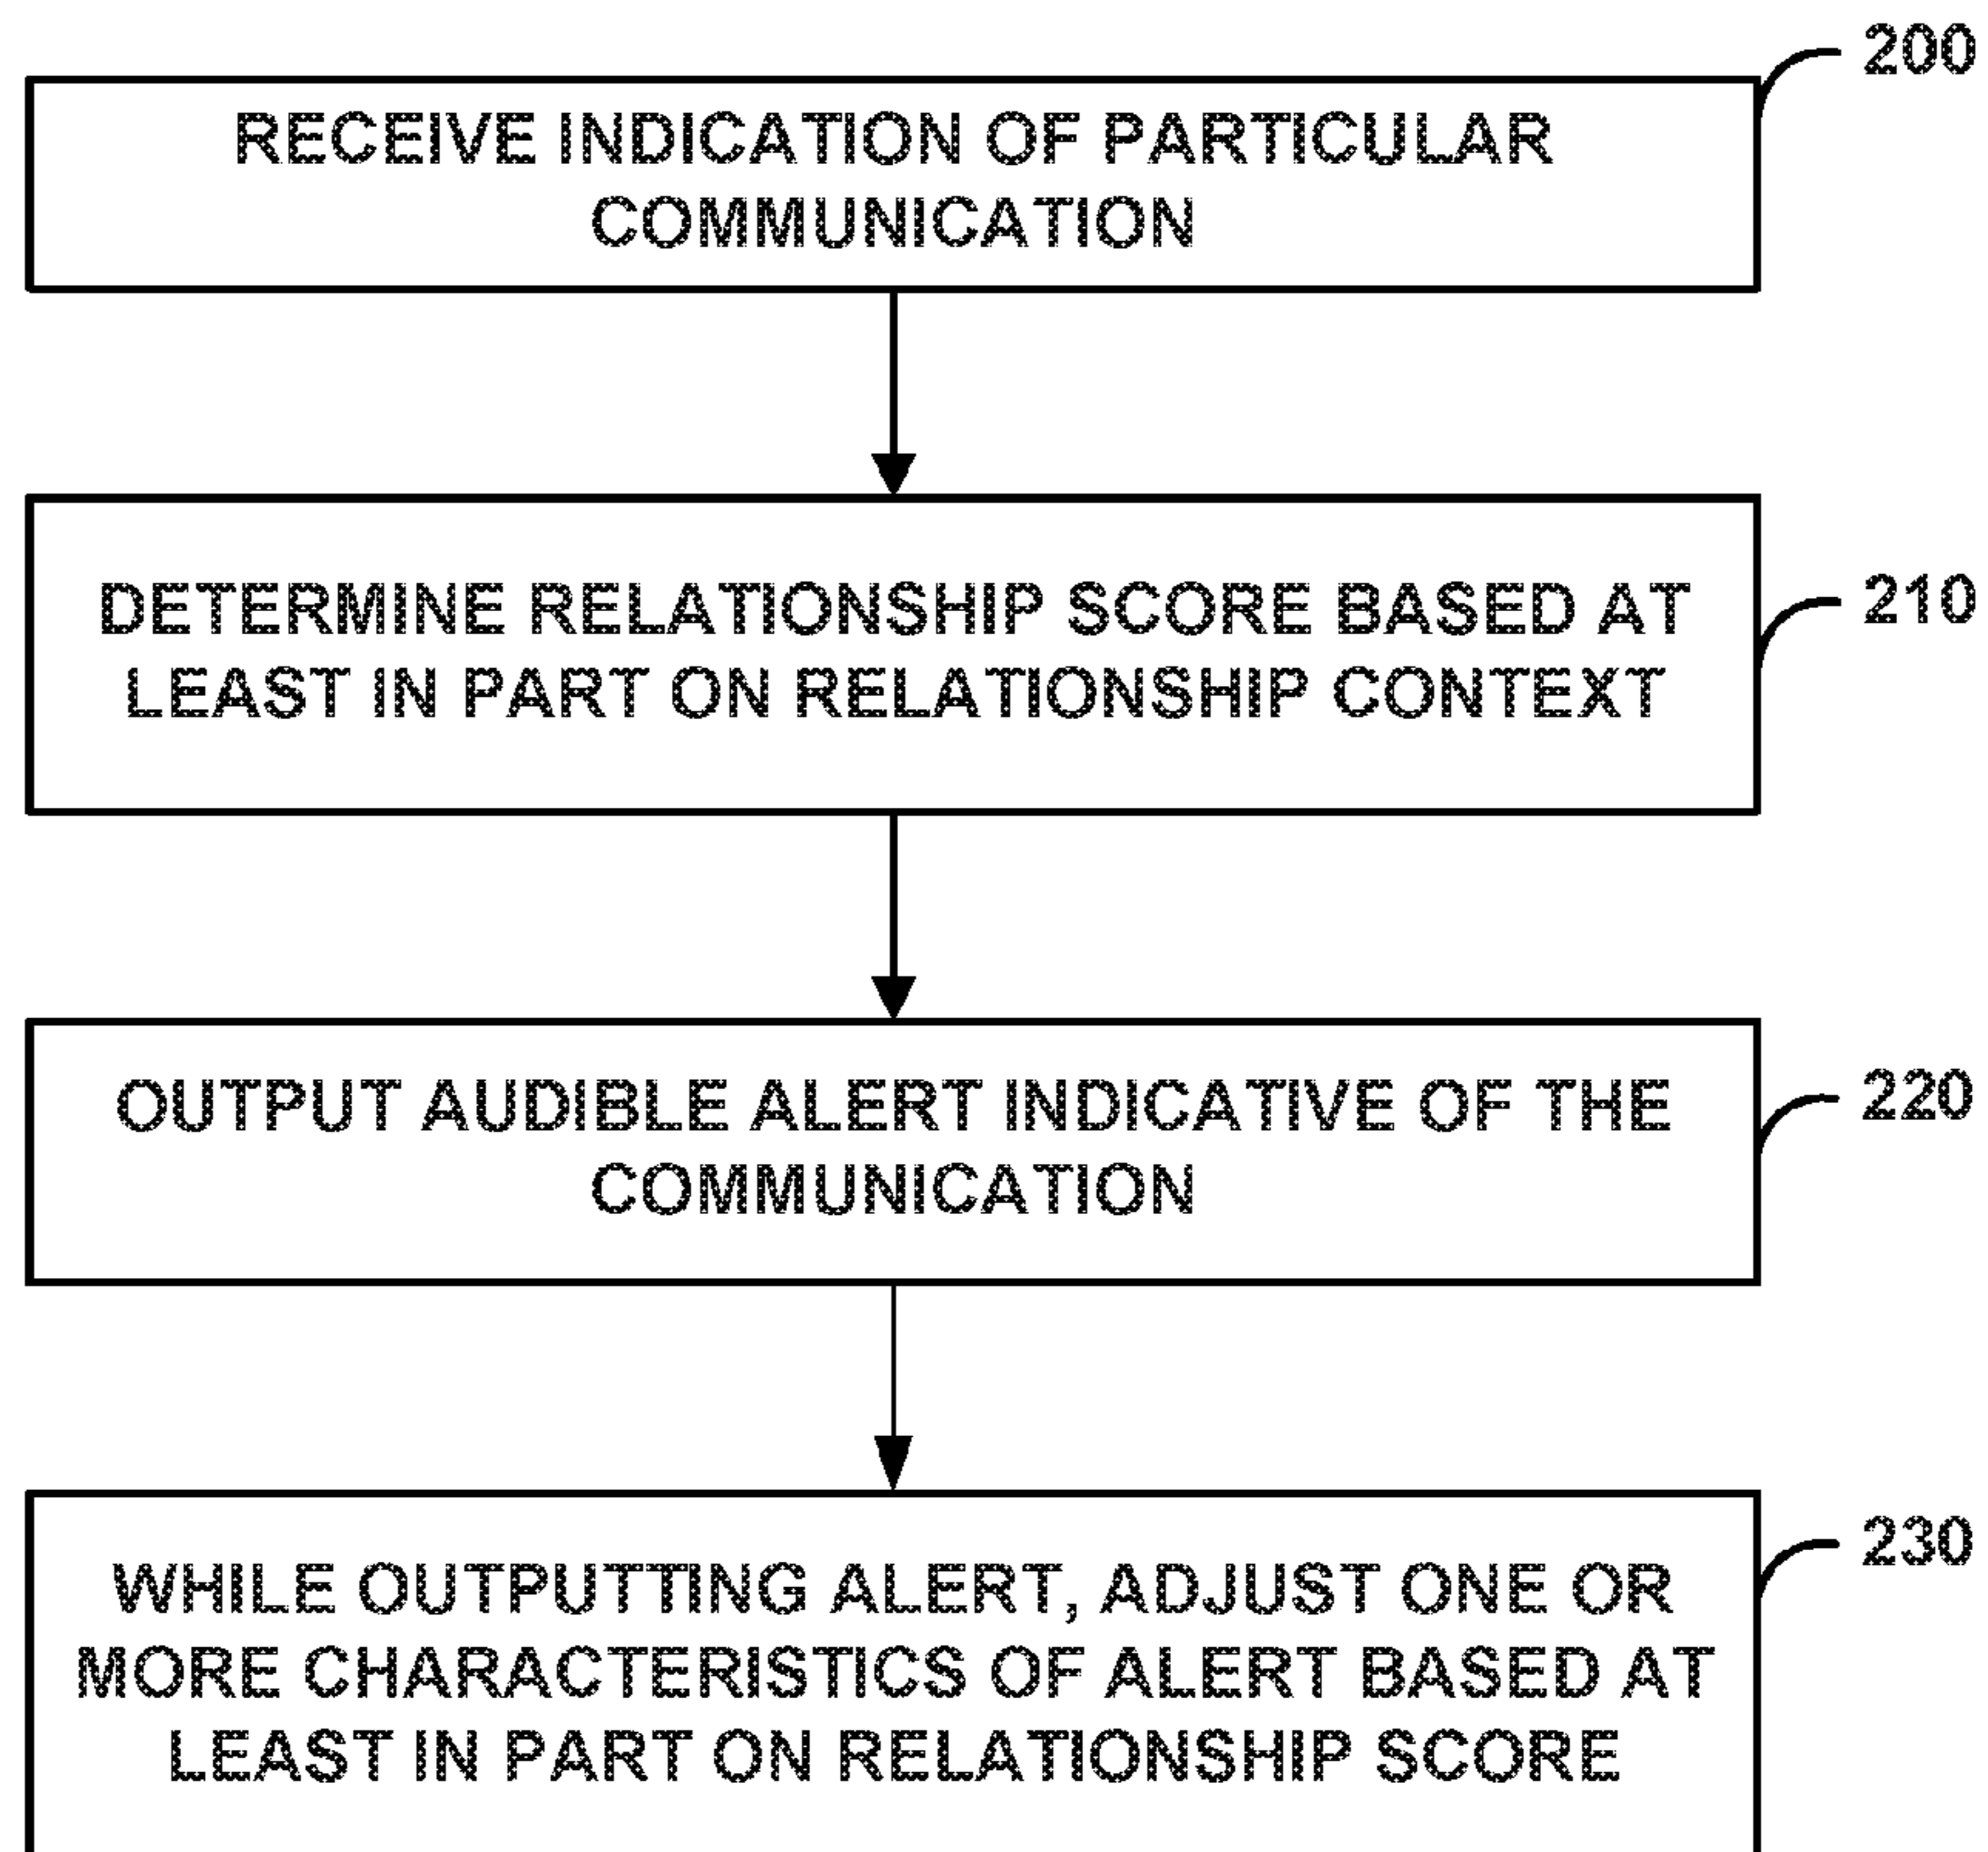 200
RECEIVE INDICATION OF PARTICULAR
COMMUNICATION
DETERMINE RELATIONSHIP SCORE BASED AT
LEAST IN PART ON RELATIONSHIP CONTEXT
210
OUTPUT AUDIBLE ALERT INDICATIVE OF THE
COMMUNICATION
220
WHILE OUTPUTTING ALERT, ADJUST ONE OR
MORE CHARACTERISTICS OF ALERT BASED AT
LEAST IN PART ON RELATIONSHIP SCORE
230